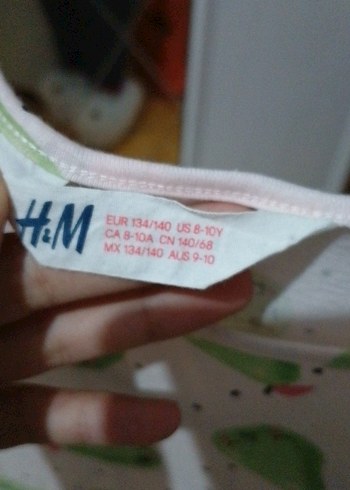 H&M
EUR 134/140 US 8-10Y
CA 8-10A CN 140/68
MX 134/140 AUS 9-10